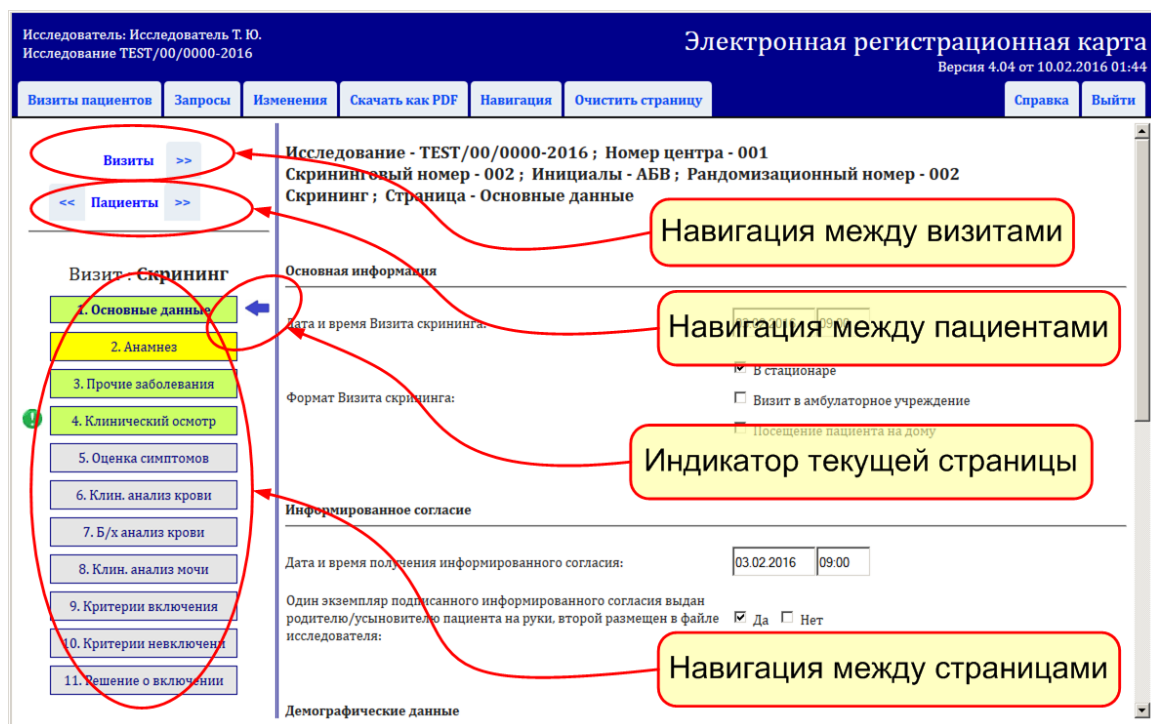 Исследователь: Исследователь Т. Ю.
Исследование TEST/00/0000-2016
Электронная регистрационная карта
Версия 4.04 от 10.02.2016 01:44
Визиты пациентов Запросы Изменения Скачать как PDF Навигация Очистить страницу Справка Выйти
Визиты >>
<< Пациенты >>
Визит : Скрининг
1. Основные данные
2. Анамнез
3. Прочие заболевания
4. Клинический осмотр
5. Оценка симптомов
6. Клин. анализ крови
7. Б/х анализ крови
8. Клин. анализ мочи
9. Критерии включения
10. Критерии невключени
11. Решение о включении
Исследование - TEST/00/0000-2016 ; Номер центра - 001
Скрининговый номер - 002 ; Инициалы - АБВ ; Рандомизационный номер - 002
Скрининг ; Страница - Основные данные
Навигация между визитами
Основная информация
Дата и время Визита скрининга:
09:00
Навигация между пациентами
В стационаре
Формат Визита скрининга:
Визит в амбулаторное учреждение
Посещение пациента на дому
Индикатор текущей страницы
Информированное согласие
Дата и время получения информированного согласия: 03.02.2016 09:00
Один экземпляр подписанного информированного согласия выдан
родителю/усыновителю пациента на руки, второй размещен в файле
исследователя:
Да Нет
Навигация между страницами
Демографические данные